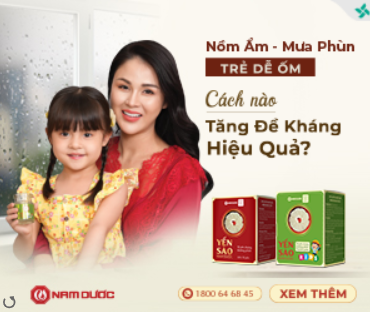 Nồm Ẩm - Mưa Phùn
TRẺ DỄ ỐM
Cách nào
Tăng Đề Kháng
Hiệu Quả?
YẾN
SÀO
YẾN
SÀO
NAM DƯỢC
1800 64 68 45
XEM THÊM